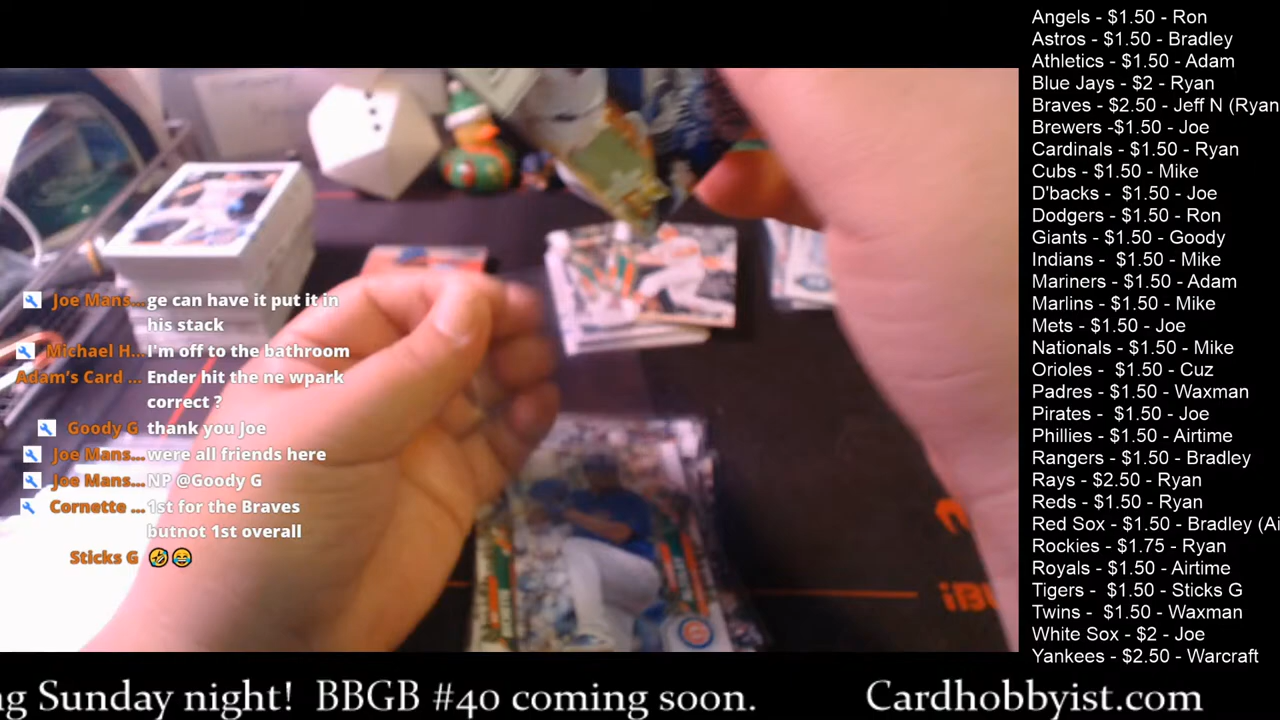 Angels - $1.50 - Ron
Astros - $1.50 - Bradley
Athletics - $1.50 - Adam
Blue Jays - $2 - Ryan
Braves - $2.50 - Jeff N (Ryan
Brewers -$1.50 - Joe
Cardinals - $1.50 - Ryan
Cubs - $1.50 - Mike
D'backs - $1.50 - Joe
Dodgers - $1.50 - Ron
Giants - $1.50 - Goody
Indians - $1.50 - Mike
Mariners - $1.50 - Adam
Marlins - $1.50 - Mike
Mets - $1.50 - Joe
Nationals - $1.50 - Mike
Orioles - $1.50 - Cuz
Padres - $1.50 - Waxman
Pirates - $1.50 - Joe
Phillies - $1.50 - Airtime
Rangers - $1.50 - Bradley
Rays - $2.50 - Ryan
Reds - $1.50 - Ryan
Red Sox - $1.50 - Bradley (Ai
Rockies - $1.75 - Ryan
Royals - $1.50 - Airtime
Tigers - $1.50 - Sticks G
Twins - $1.50 - Waxman
White Sox - $2 - Joe
Yankees - $2.50 - Warcraft
Joe Mans... ge can have it put it in
his stack
Michael H... I'm off to the bathroom
Adam's Card ... Ender hit the ne wpark
correct ?
Goody G thank you Joe
Joe Mans... were all friends here
Joe Mans... NP @Goody G
Cornette ... 1st for the Braves
butnot 1st overall
Sticks G 🤣😂
ng Sunday night! BBGB #40 coming soon. Cardhobbyist.com